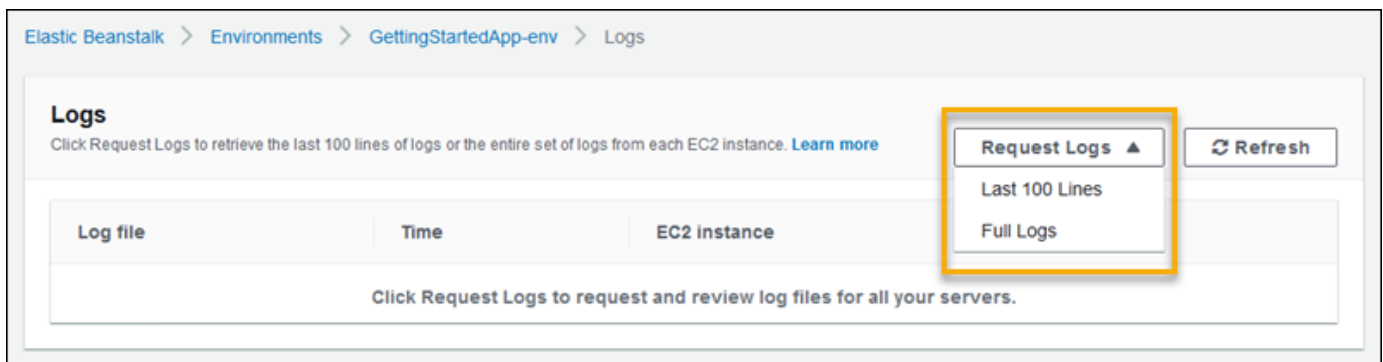 Elastic Beanstalk > Environments > GettingStartedApp-env > Logs
Logs
Click Request Logs to retrieve the last 100 lines of logs or the entire set of logs from each EC2 instance. Learn more
Request Logs ▲
Refresh
Last 100 Lines
Full Logs
Log file Time EC2 instance
Click Request Logs to request and review log files for all your servers.